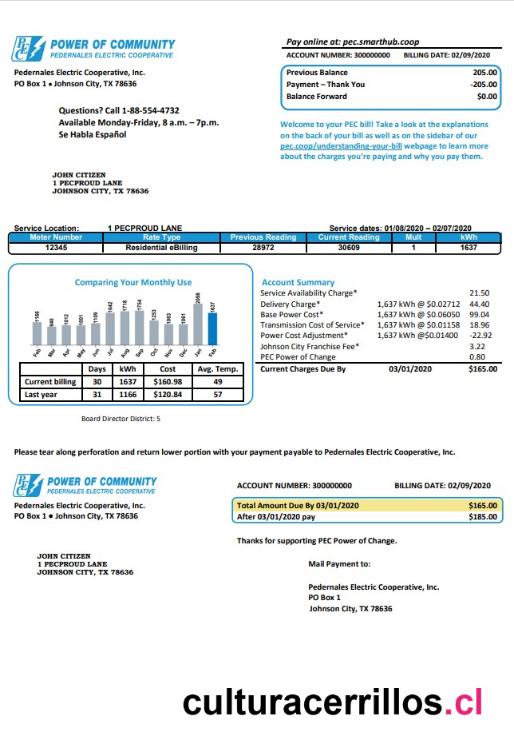 PEC POWER OF COMMUNITY
PEDERNALES ELECTRIC COOPERATIVE
Pedernales Electric Cooperative, Inc.
PO Box 1 • Johnson City, TX 78636
Questions? Call 1-88-554-4732
Available Monday-Friday, 8 a.m. – 7p.m.
Se Habla Español
JOHN CITIZEN
1 PECPROUD LANE
JOHNSON CITY, TX 78636
Pay online at: pec.smarthub.coop
ACCOUNT NUMBER: 300000000 BILLING DATE: 02/09/2020
Previous Balance 205.00
Payment – Thank You -205.00
Balance Forward $0.00
Welcome to your PEC bill! Take a look at the explanations
on the back of your bill as well as on the sidebar of our
pec.coop/understanding-your-bill webpage to learn more
about the charges you're paying and why you pay them.
Service Location: 1 PECPROUD LANE Service dates: 01/08/2020 – 02/07/2020
Meter Number Rate Type Previous Reading Current Reading Mult kWh
12345 Residential eBilling 28972 30609 1 1637
Comparing Your Monthly Use
1166 1012 1001 1109 1642 1716 1754 1253 1637
Feb Mar Apr May Jun Jul Aug Sep Oct Nov Dec Jan Feb
Days kWh Cost Avg. Temp.
Current billing 30 1637 $160.98 49
Last year 31 1166 $120.84 57
Board Director District: 5
Account Summary
Service Availability Charge* 21.50
Delivery Charge* 1,637 kWh @ $0.02712 44.40
Base Power Cost* 1,637 kWh @ $0.06050 99.04
Transmission Cost of Service* 1,637 kWh @ $0.01158 18.96
Power Cost Adjustment* 1,637 kWh @ $0.01400 -22.92
Johnson City Franchise Fee* 3.22
PEC Power of Change 0.80
Current Charges Due By 03/01/2020 $165.00
Please tear along perforation and return lower portion with your payment payable to Pedernales Electric Cooperative, Inc.
PEC POWER OF COMMUNITY
PEDERNALES ELECTRIC COOPERATIVE
Pedernales Electric Cooperative, Inc.
PO Box 1 • Johnson City, TX 78636
JOHN CITIZEN
1 PECPROUD LANE
JOHNSON CITY, TX 78636
ACCOUNT NUMBER: 300000000 BILLING DATE: 02/09/2020
Total Amount Due By 03/01/2020 $165.00
After 03/01/2020 pay $185.00
Thanks for supporting PEC Power of Change.
Mail Payment to:
Pedernales Electric Cooperative, Inc.
PO Box 1
Johnson City, TX 78636
culturacerrillos.cl